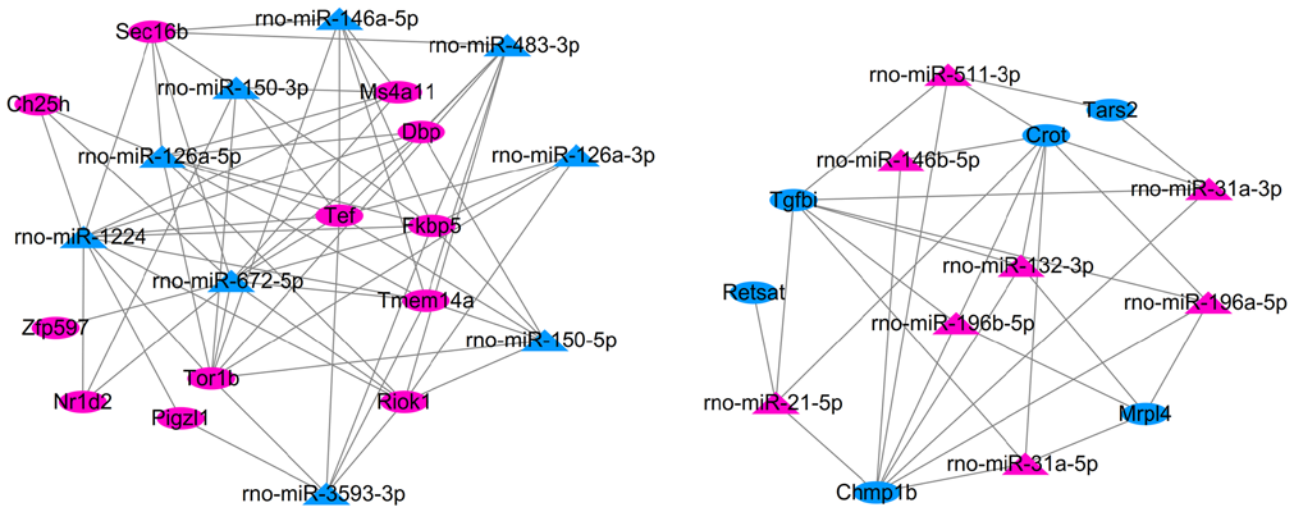 rno-miR-146a-5p
Sec16b
rno-miR-483-3p
rno-miR-150-3p
Ms4a11
Ch25h
Dbp
rno-miR-126a-5p
rno-miR-126a-3p
Tef
Fkbp5
rno-miR-1224
rno-miR-672-5p
Tmem14a
Zfp597
rno-miR-150-5p
Tor1b
Nr1d2
Riok1
Pigzl1
rno-miR-3593-3p
rno-miR-511-3p
Tars2
Crot
rno-miR-146b-5p
rno-miR-31a-3p
Tgfbi
rno-miR-132-3p
Retsat
rno-miR-196a-5p
rno-miR-196b-5p
rno-miR-21-5p
Mrpl4
rno-miR-31a-5p
Chmp1b